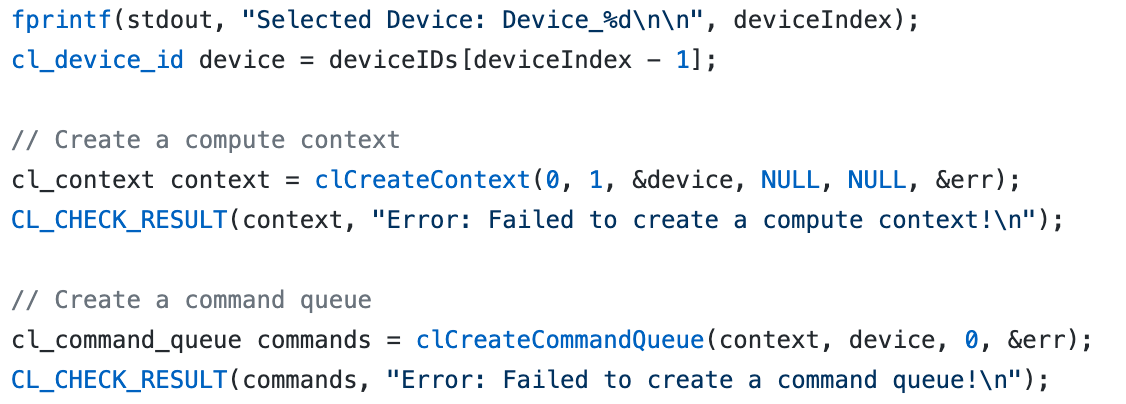 fprintf(stdout, "Selected Device: Device_%d\n\n", deviceIndex);
cl_device_id device = deviceIDs[deviceIndex - 1];
// Create a compute context
cl_context context = clCreateContext(0, 1, &device, NULL, NULL, &err);
CL_CHECK_RESULT(context, "Error: Failed to create a compute context!\n");
// Create a command queue
cl_command_queue commands = clCreateCommandQueue(context, device, 0, &err);
CL_CHECK_RESULT(commands, "Error: Failed to create a command queue!\n");